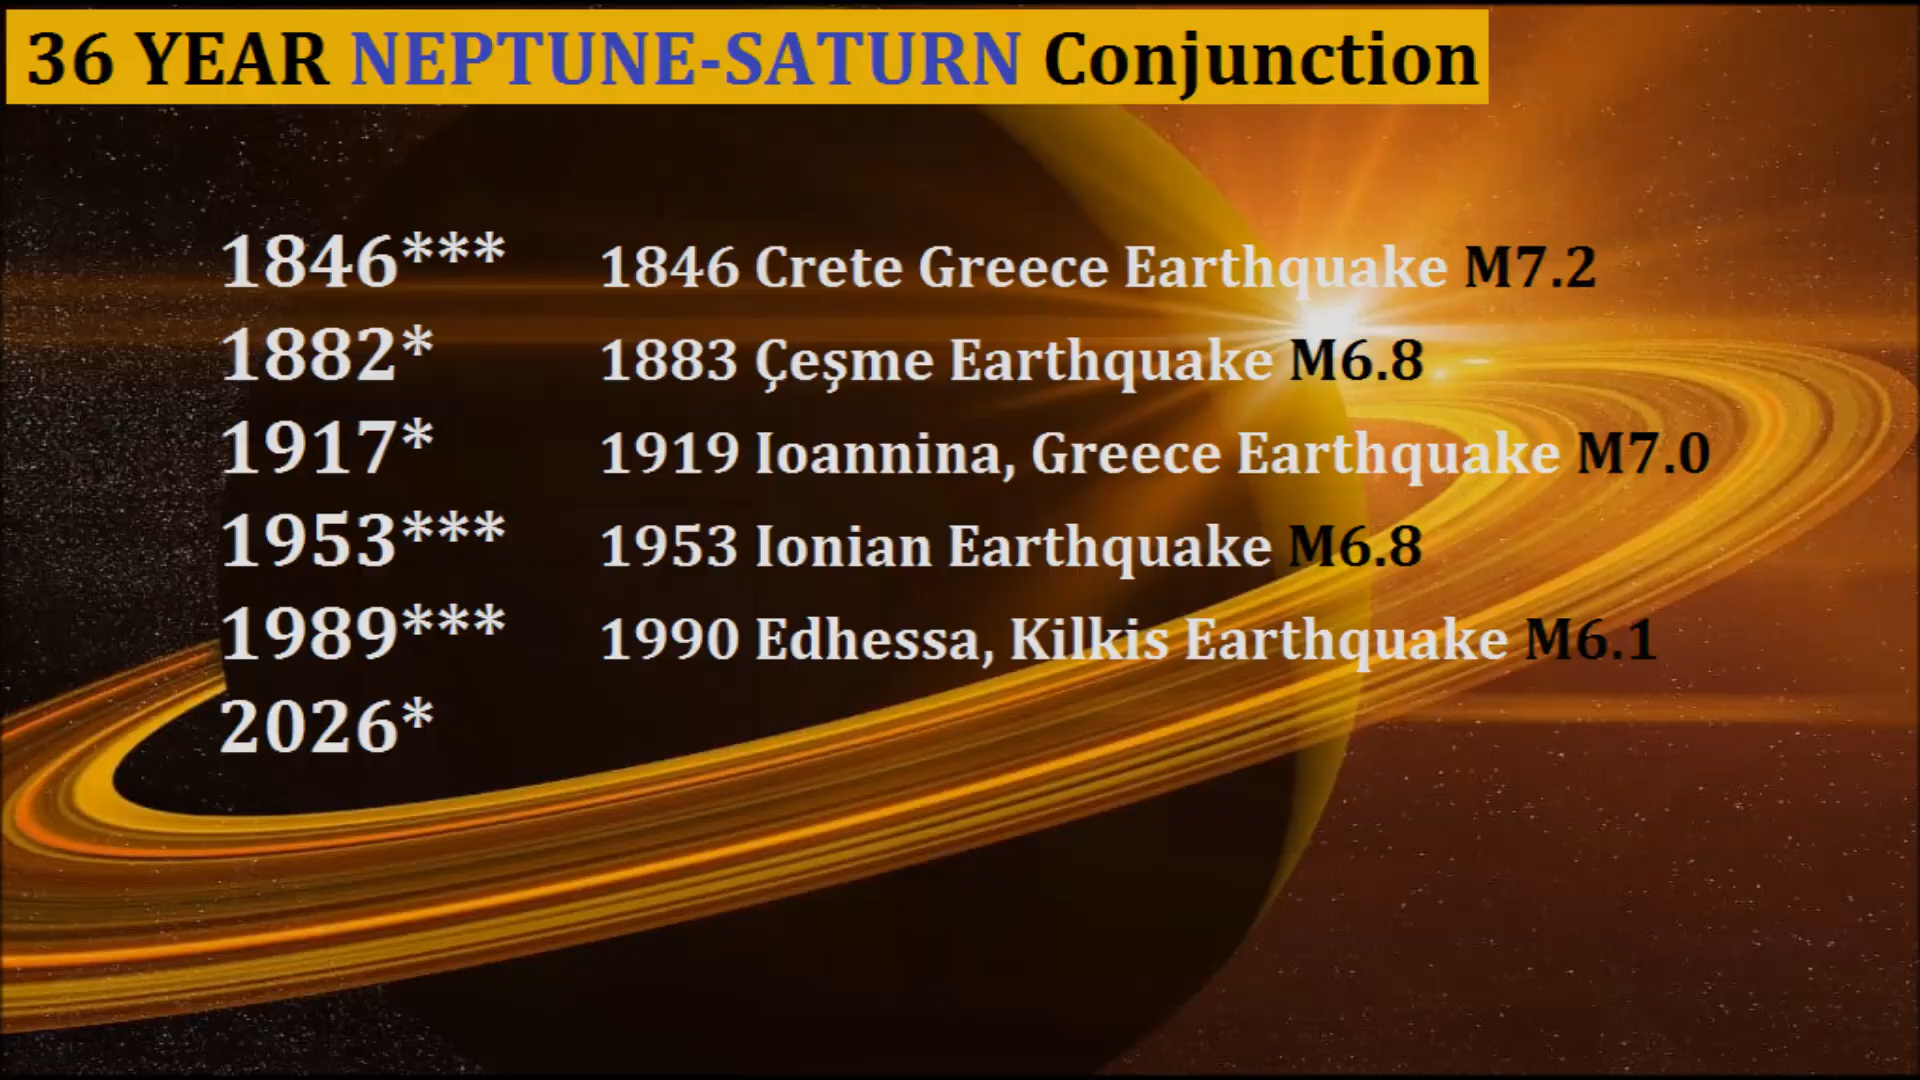 36 YEAR NEPTUNE-SATURN Conjunction
1846*** 1846 Crete Greece Earthquake M7.2
1882* 1883 Çeşme Earthquake M6.8
1917* 1919 Ioannina, Greece Earthquake M7.0
1953*** 1953 Ionian Earthquake M6.8
1989*** 1990 Edhessa, Kilkis Earthquake M6.1
2026*